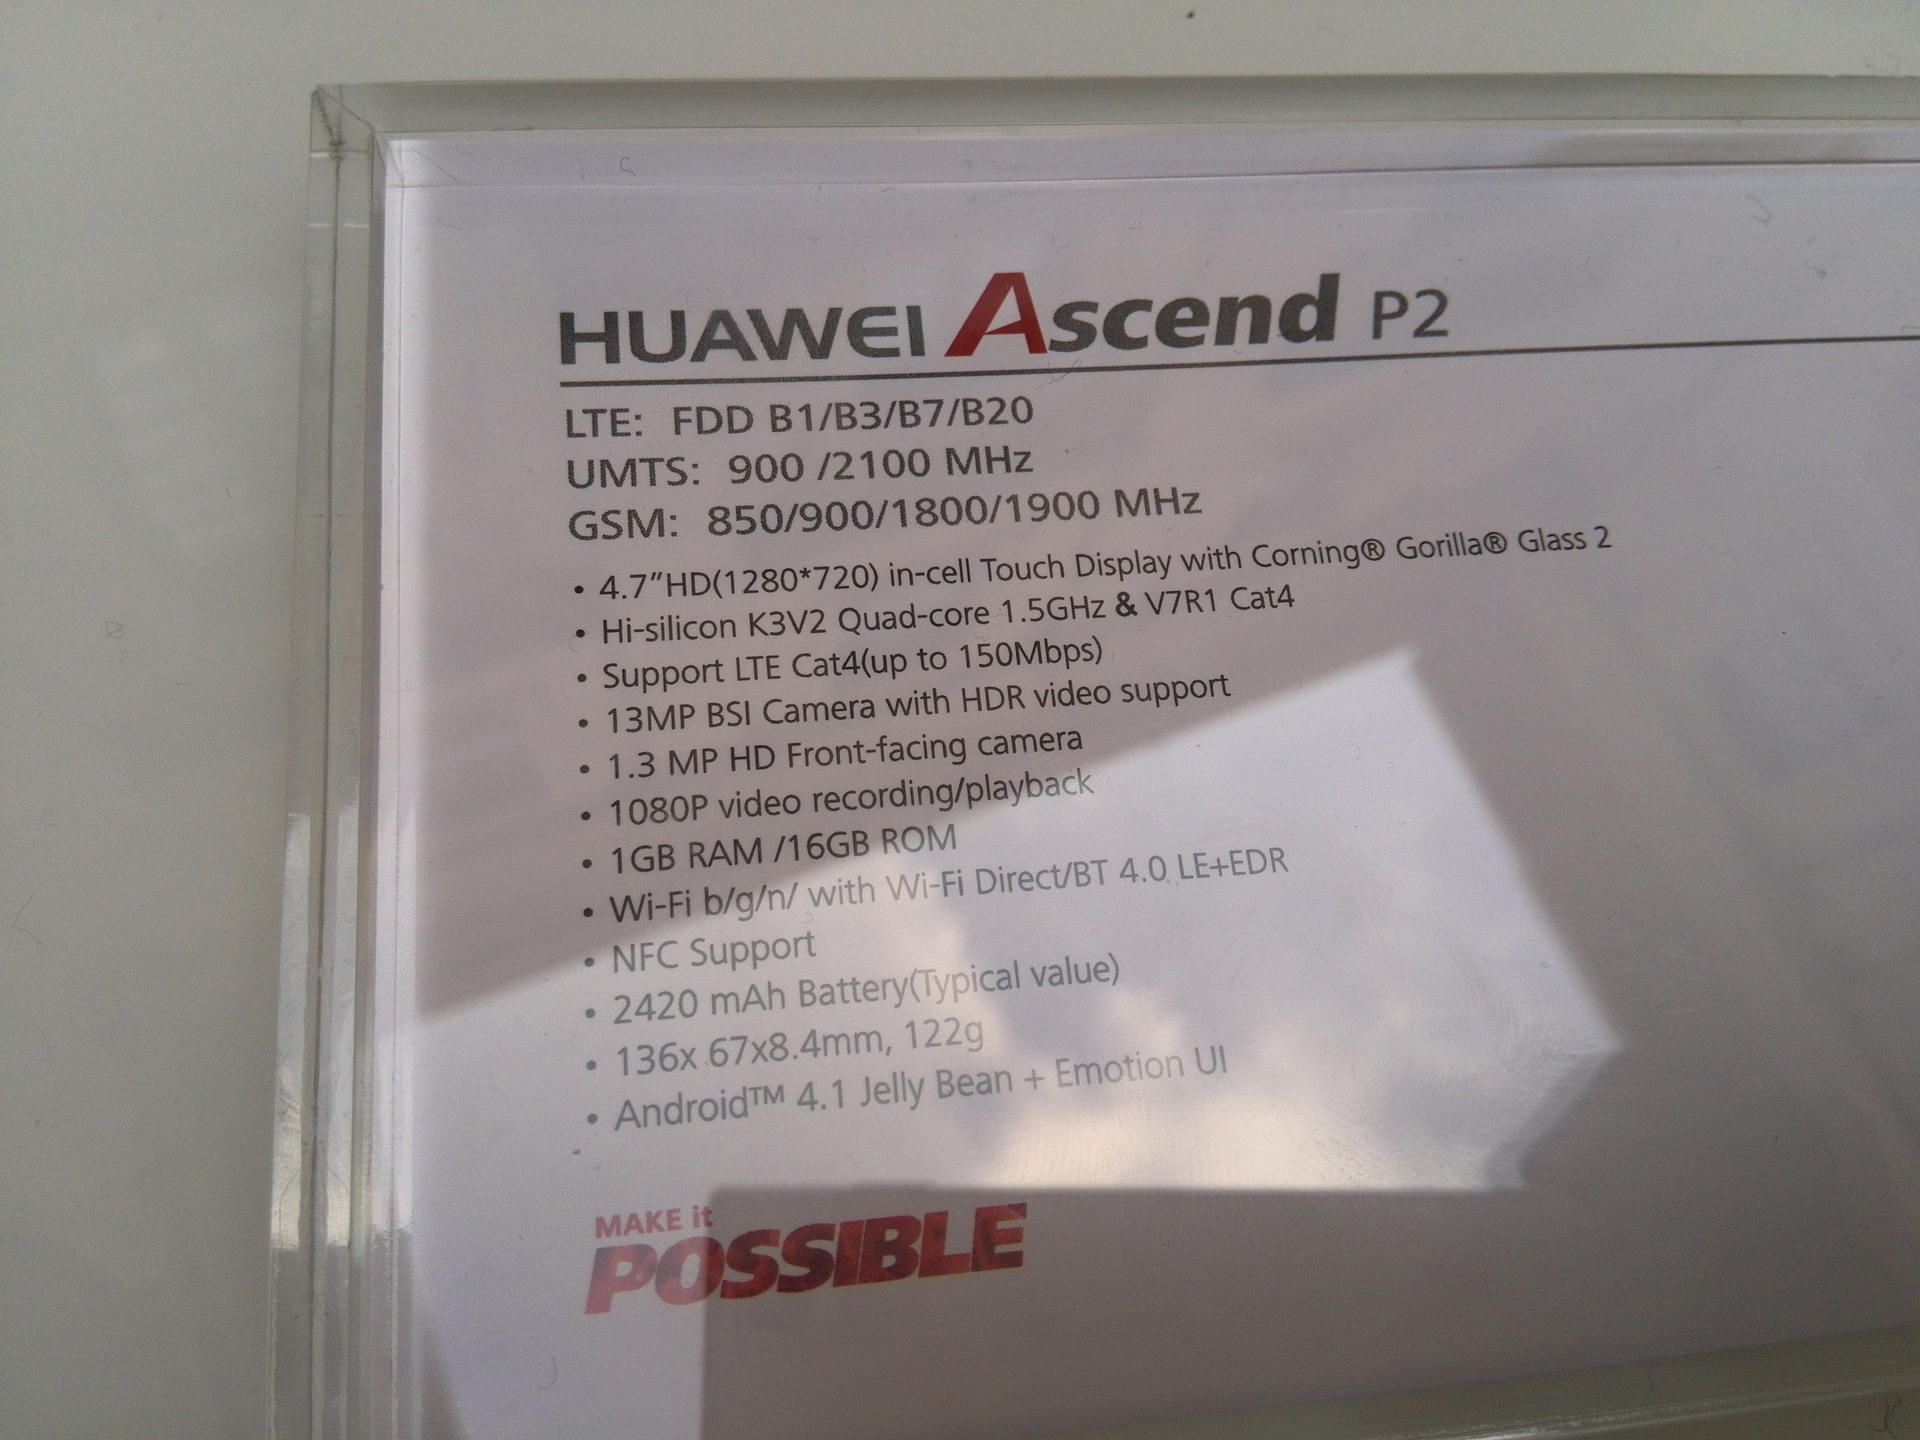 HUAWEI Ascend P2
LTE: FDD B1/B3/B7/B20
UMTS: 900 /2100 MHz
GSM: 850/900/1800/1900 MHz
• 4.7"HD(1280*720) in-cell Touch Display with Corning® Gorilla® Glass 2
• Hi-silicon K3V2 Quad-core 1.5GHz & V7R1 Cat4
• Support LTE Cat4(up to 150Mbps)
• 13MP BSI Camera with HDR video support
• 1.3 MP HD Front-facing camera
• 1080P video recording/playback
• 1GB RAM /16GB ROM
• Wi-Fi b/g/n/ with Wi-Fi Direct/BT 4.0 LE+EDR
• NFC Support
• 2420 mAh Battery(Typical value)
• 136x 67x8.4mm, 122g
• Android™ 4.1 Jelly Bean + Emotion UI
MAKE it
POSSIBLE